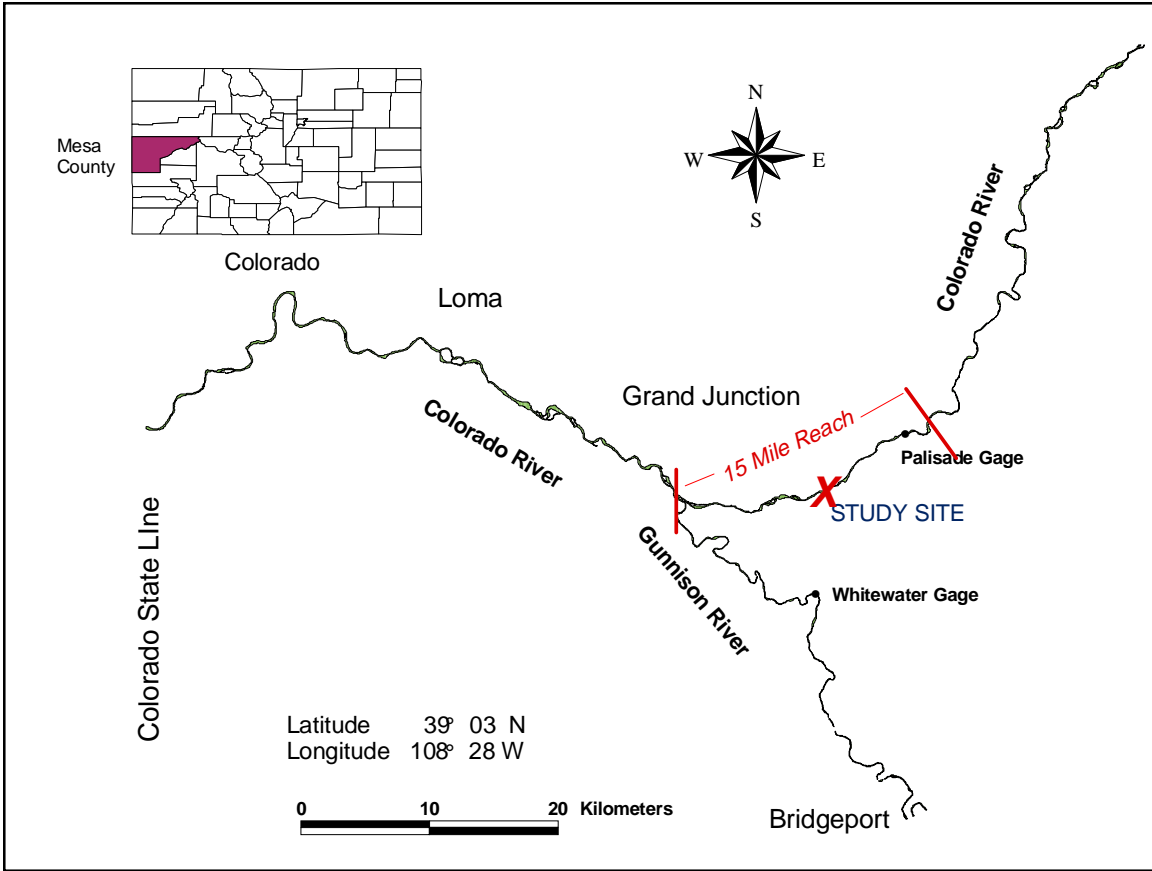 Mesa
County
Colorado
N
W
E
S
Colorado River
Loma
Grand Junction
15 Mile Reach
Colorado River
Palisade Gage
X
STUDY SITE
Gunnison River
Whitewater Gage
Colorado State LIne
Latitude 39° 03 N
Longitude 108° 28 W
0 10 20 Kilometers
Bridgeport